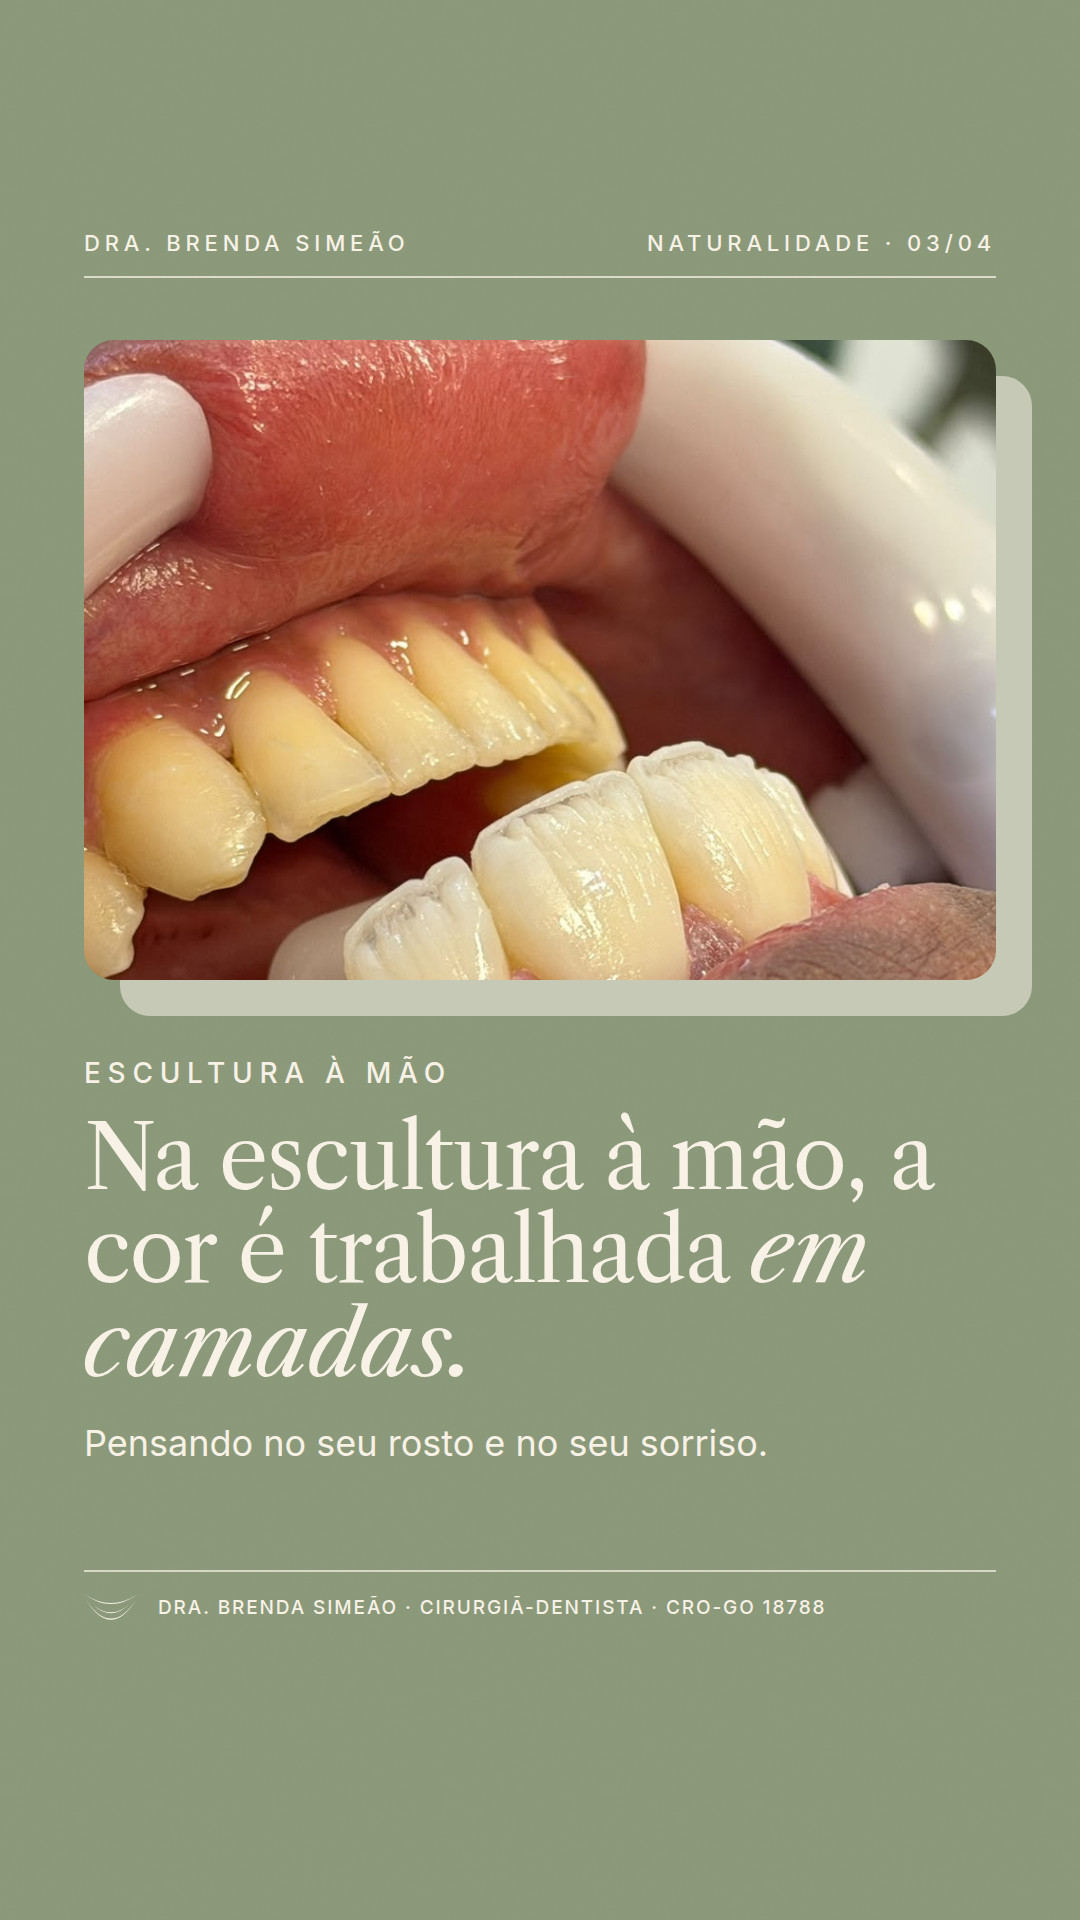 DRA. BRENDA SIMEÃO
NATURALIDADE · 03/04
ESCULTURA À MÃO
Na escultura à mão, a
cor é trabalhada em
camadas.
Pensando no seu rosto e no seu sorriso.
DRA. BRENDA SIMEÃO · CIRURGIÃ-DENTISTA · CRO-GO 18788